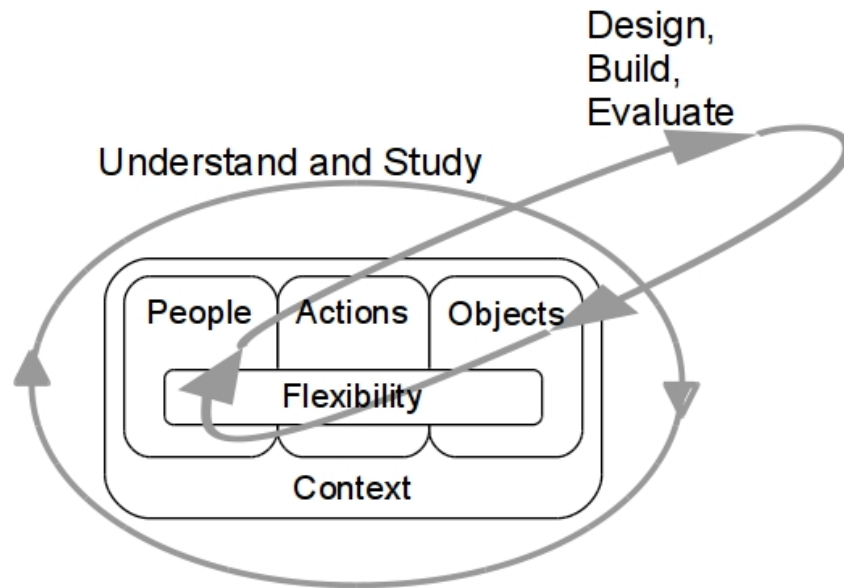 Design,
Build,
Evaluate
Understand and Study
People
Actions
Objects
Flexibility
Context